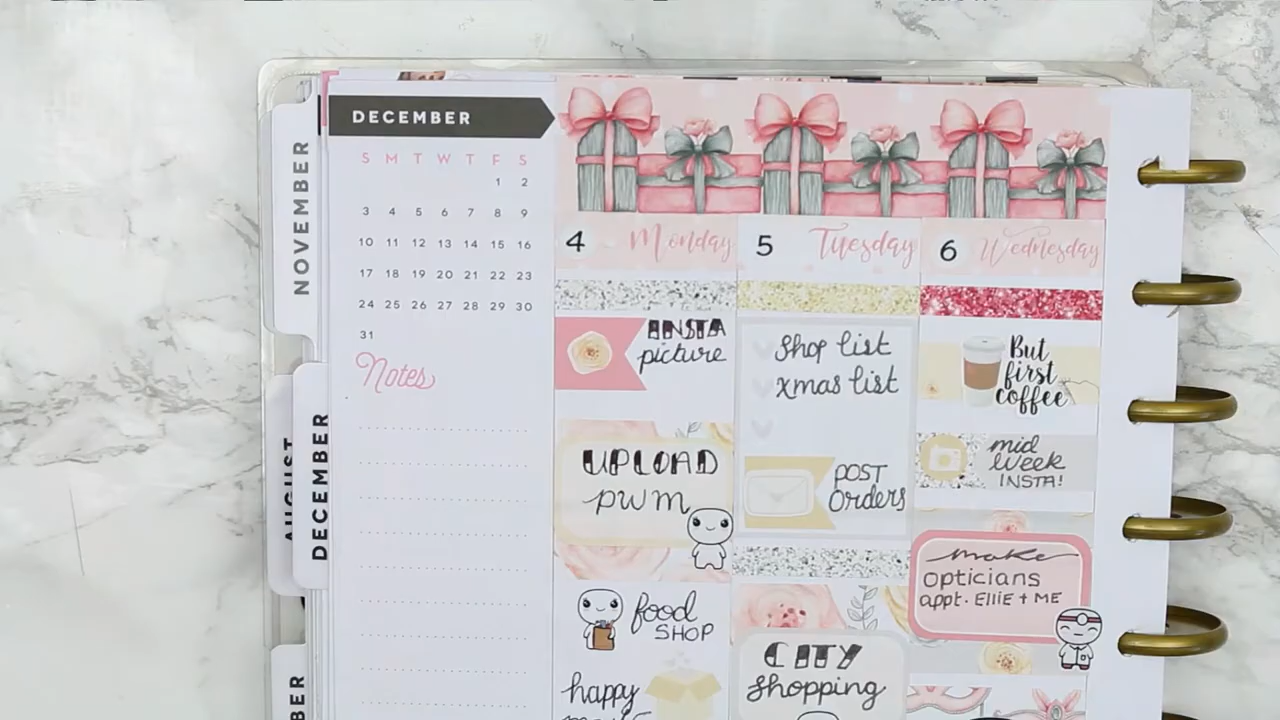 DECEMBER
S M T W T F S
1 2
3 4 5 6 7 8 9
10 11 12 13 14 15 16
17 18 19 20 21 22 23
24 25 26 27 28 29 30
31
Notes
NOVEMBER
AUGUST
DECEMBER
BER
4 Monday
INSTA
picture
UPLOAD
pwm
food
SHOP
happy
5 Tuesday
Shop list
xmas list
POST
Orders
CITY
Shopping
6 Wednesday
But
first
coffee
mid
week
INSTA!
make
opticians
appt. ELLIE + ME